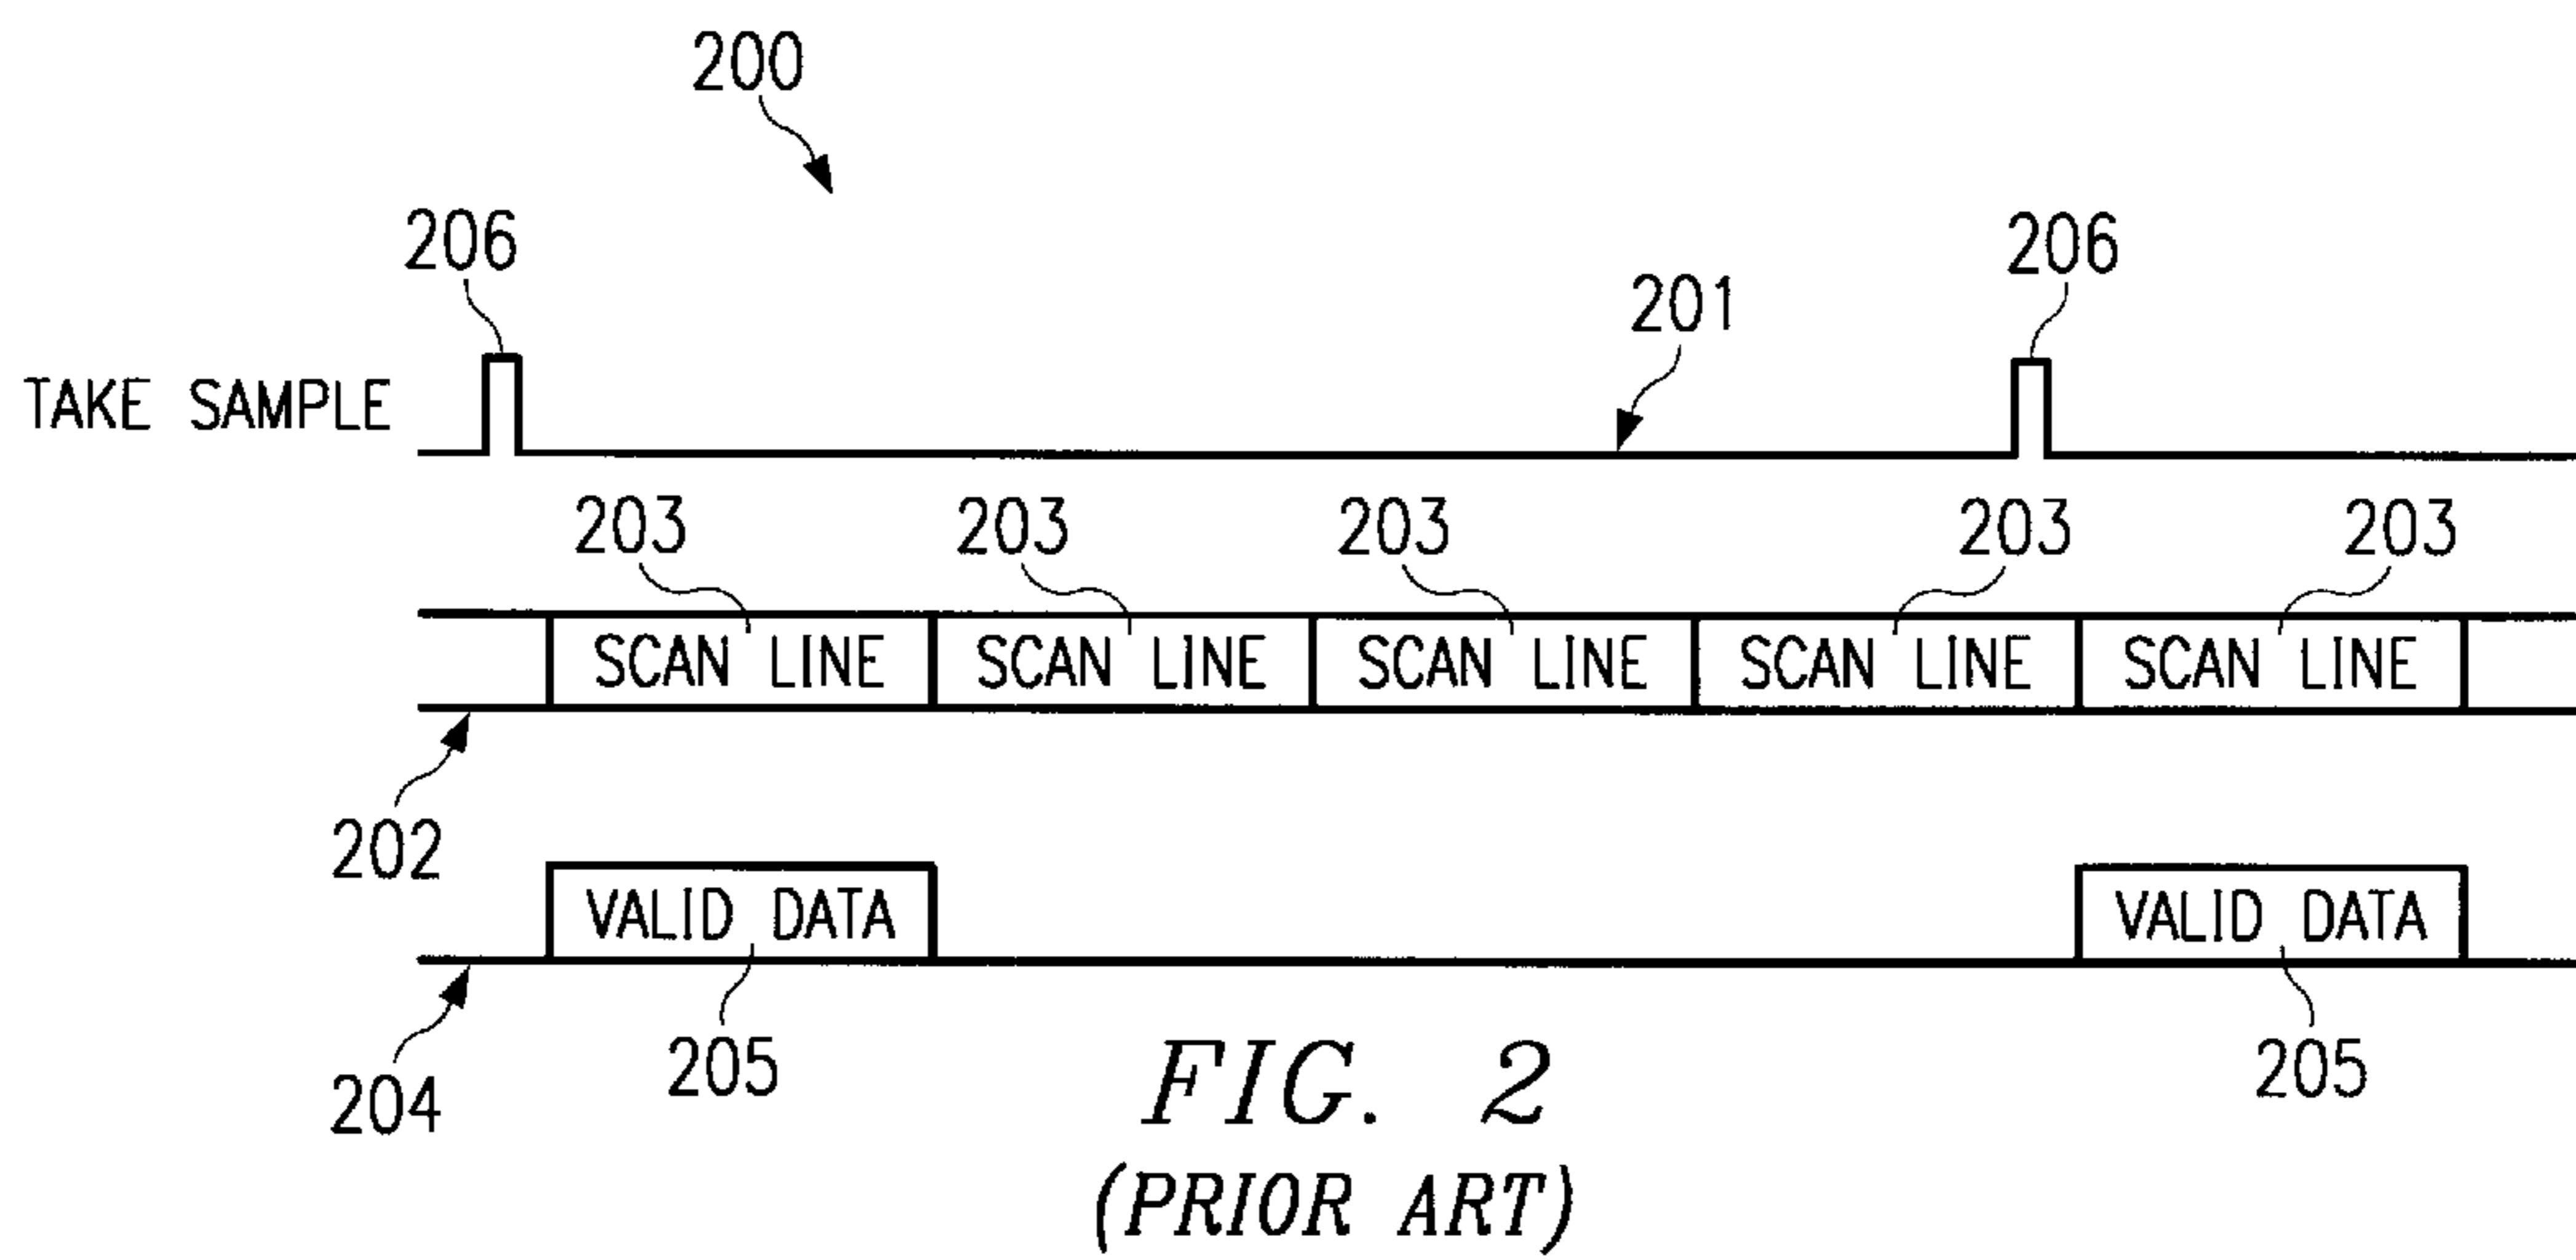 200
206 206
201
TAKE SAMPLE
203 203 203 203 203
SCAN LINE SCAN LINE SCAN LINE SCAN LINE SCAN LINE
202
VALID DATA VALID DATA
204 205 205
FIG. 2
(PRIOR ART)